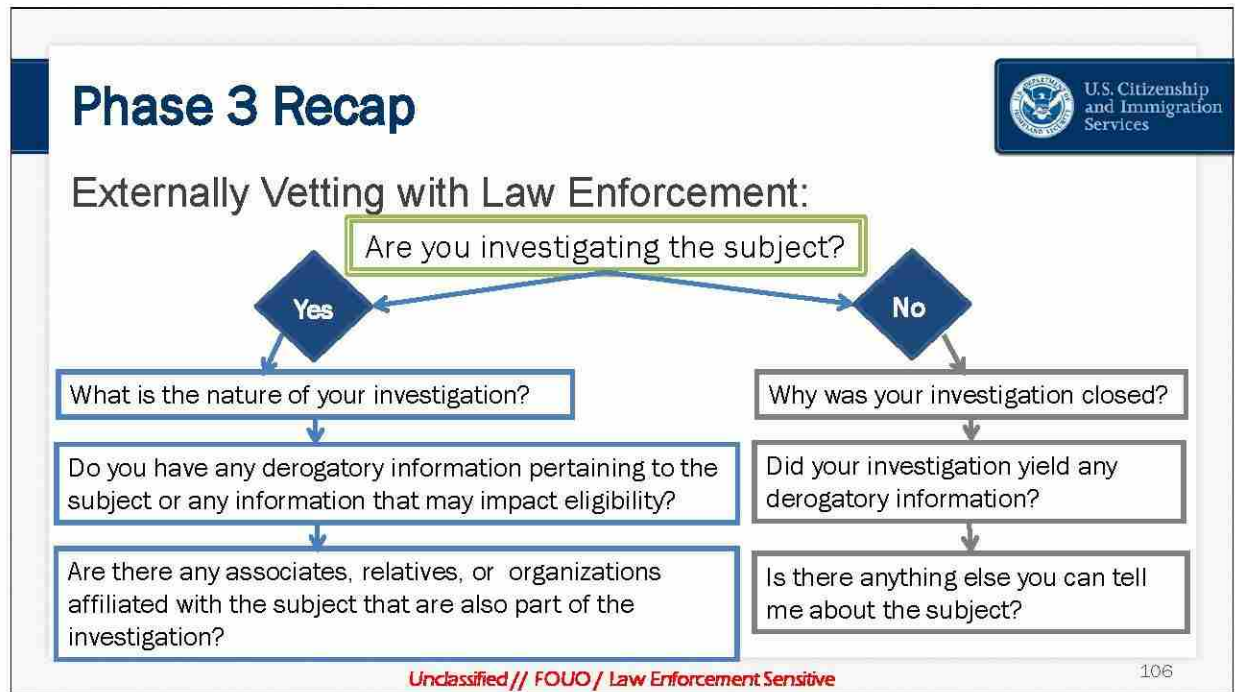 Phase 3 Recap
U.S. Citizenship
and Immigration
Services
Externally Vetting with Law Enforcement:
Are you investigating the subject?
Yes
No
What is the nature of your investigation?
Why was your investigation closed?
Do you have any derogatory information pertaining to the
subject or any information that may impact eligibility?
Did your investigation yield any
derogatory information?
Are there any associates, relatives, or organizations
affiliated with the subject that are also part of the
investigation?
Is there anything else you can tell
me about the subject?
Unclassified // FOUO / Law Enforcement Sensitive
106